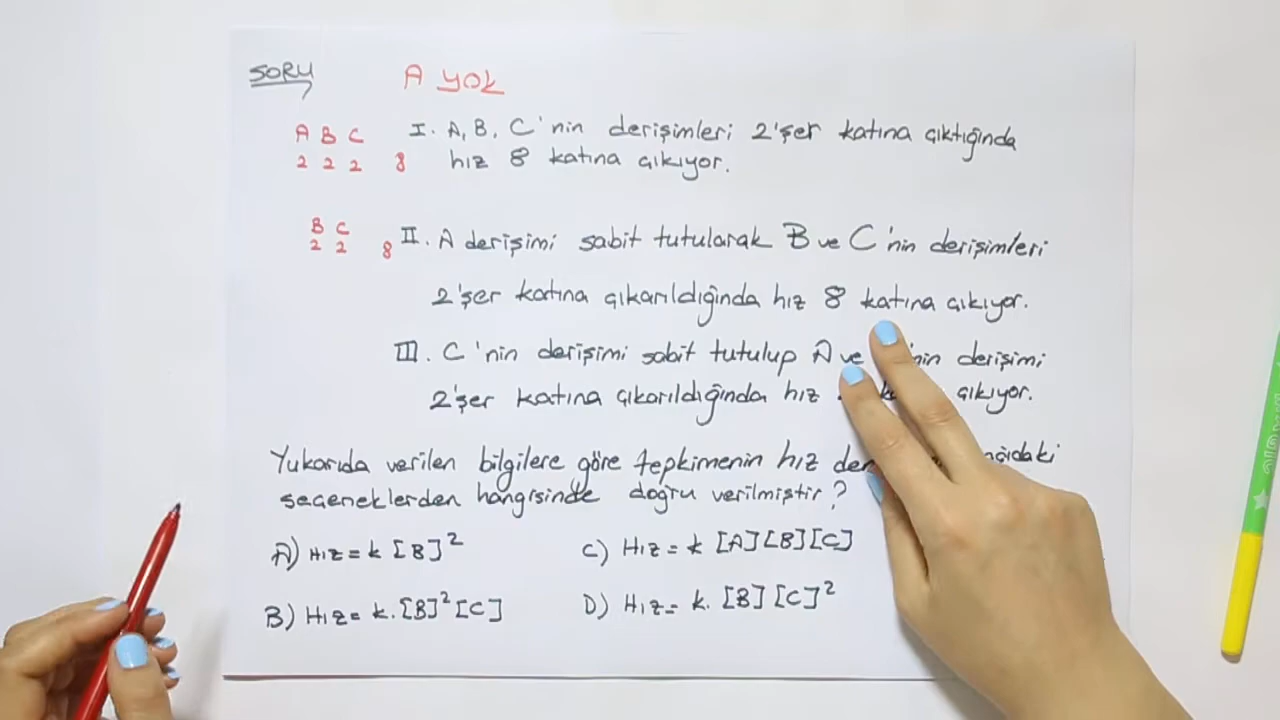 SORU
A YOK
A B C
2 2 2 8
I. A, B, C'nin derişimleri 2'şer katına çıktığında
hız 8 katına çıkıyor.
B C
2 2 8
II. A derişimi sabit tutularak B ve C'nin derişimleri
2'şer katına çıkarıldığında hız 8 katına çıkıyor.
III. C'nin derişimi sabit tutulup A ve nin derişimi
2'şer katına çıkarıldığında hız çıkıyor.
Yukarıda verilen bilgilere göre tepkimenin hız
seçeneklerden hangisinde doğru verilmiştir?
A) Hız = k [B]²
C) Hız = k [A][B][C]
B) Hız = k. [B]² [C]
D) Hız = k. [B] [C]²